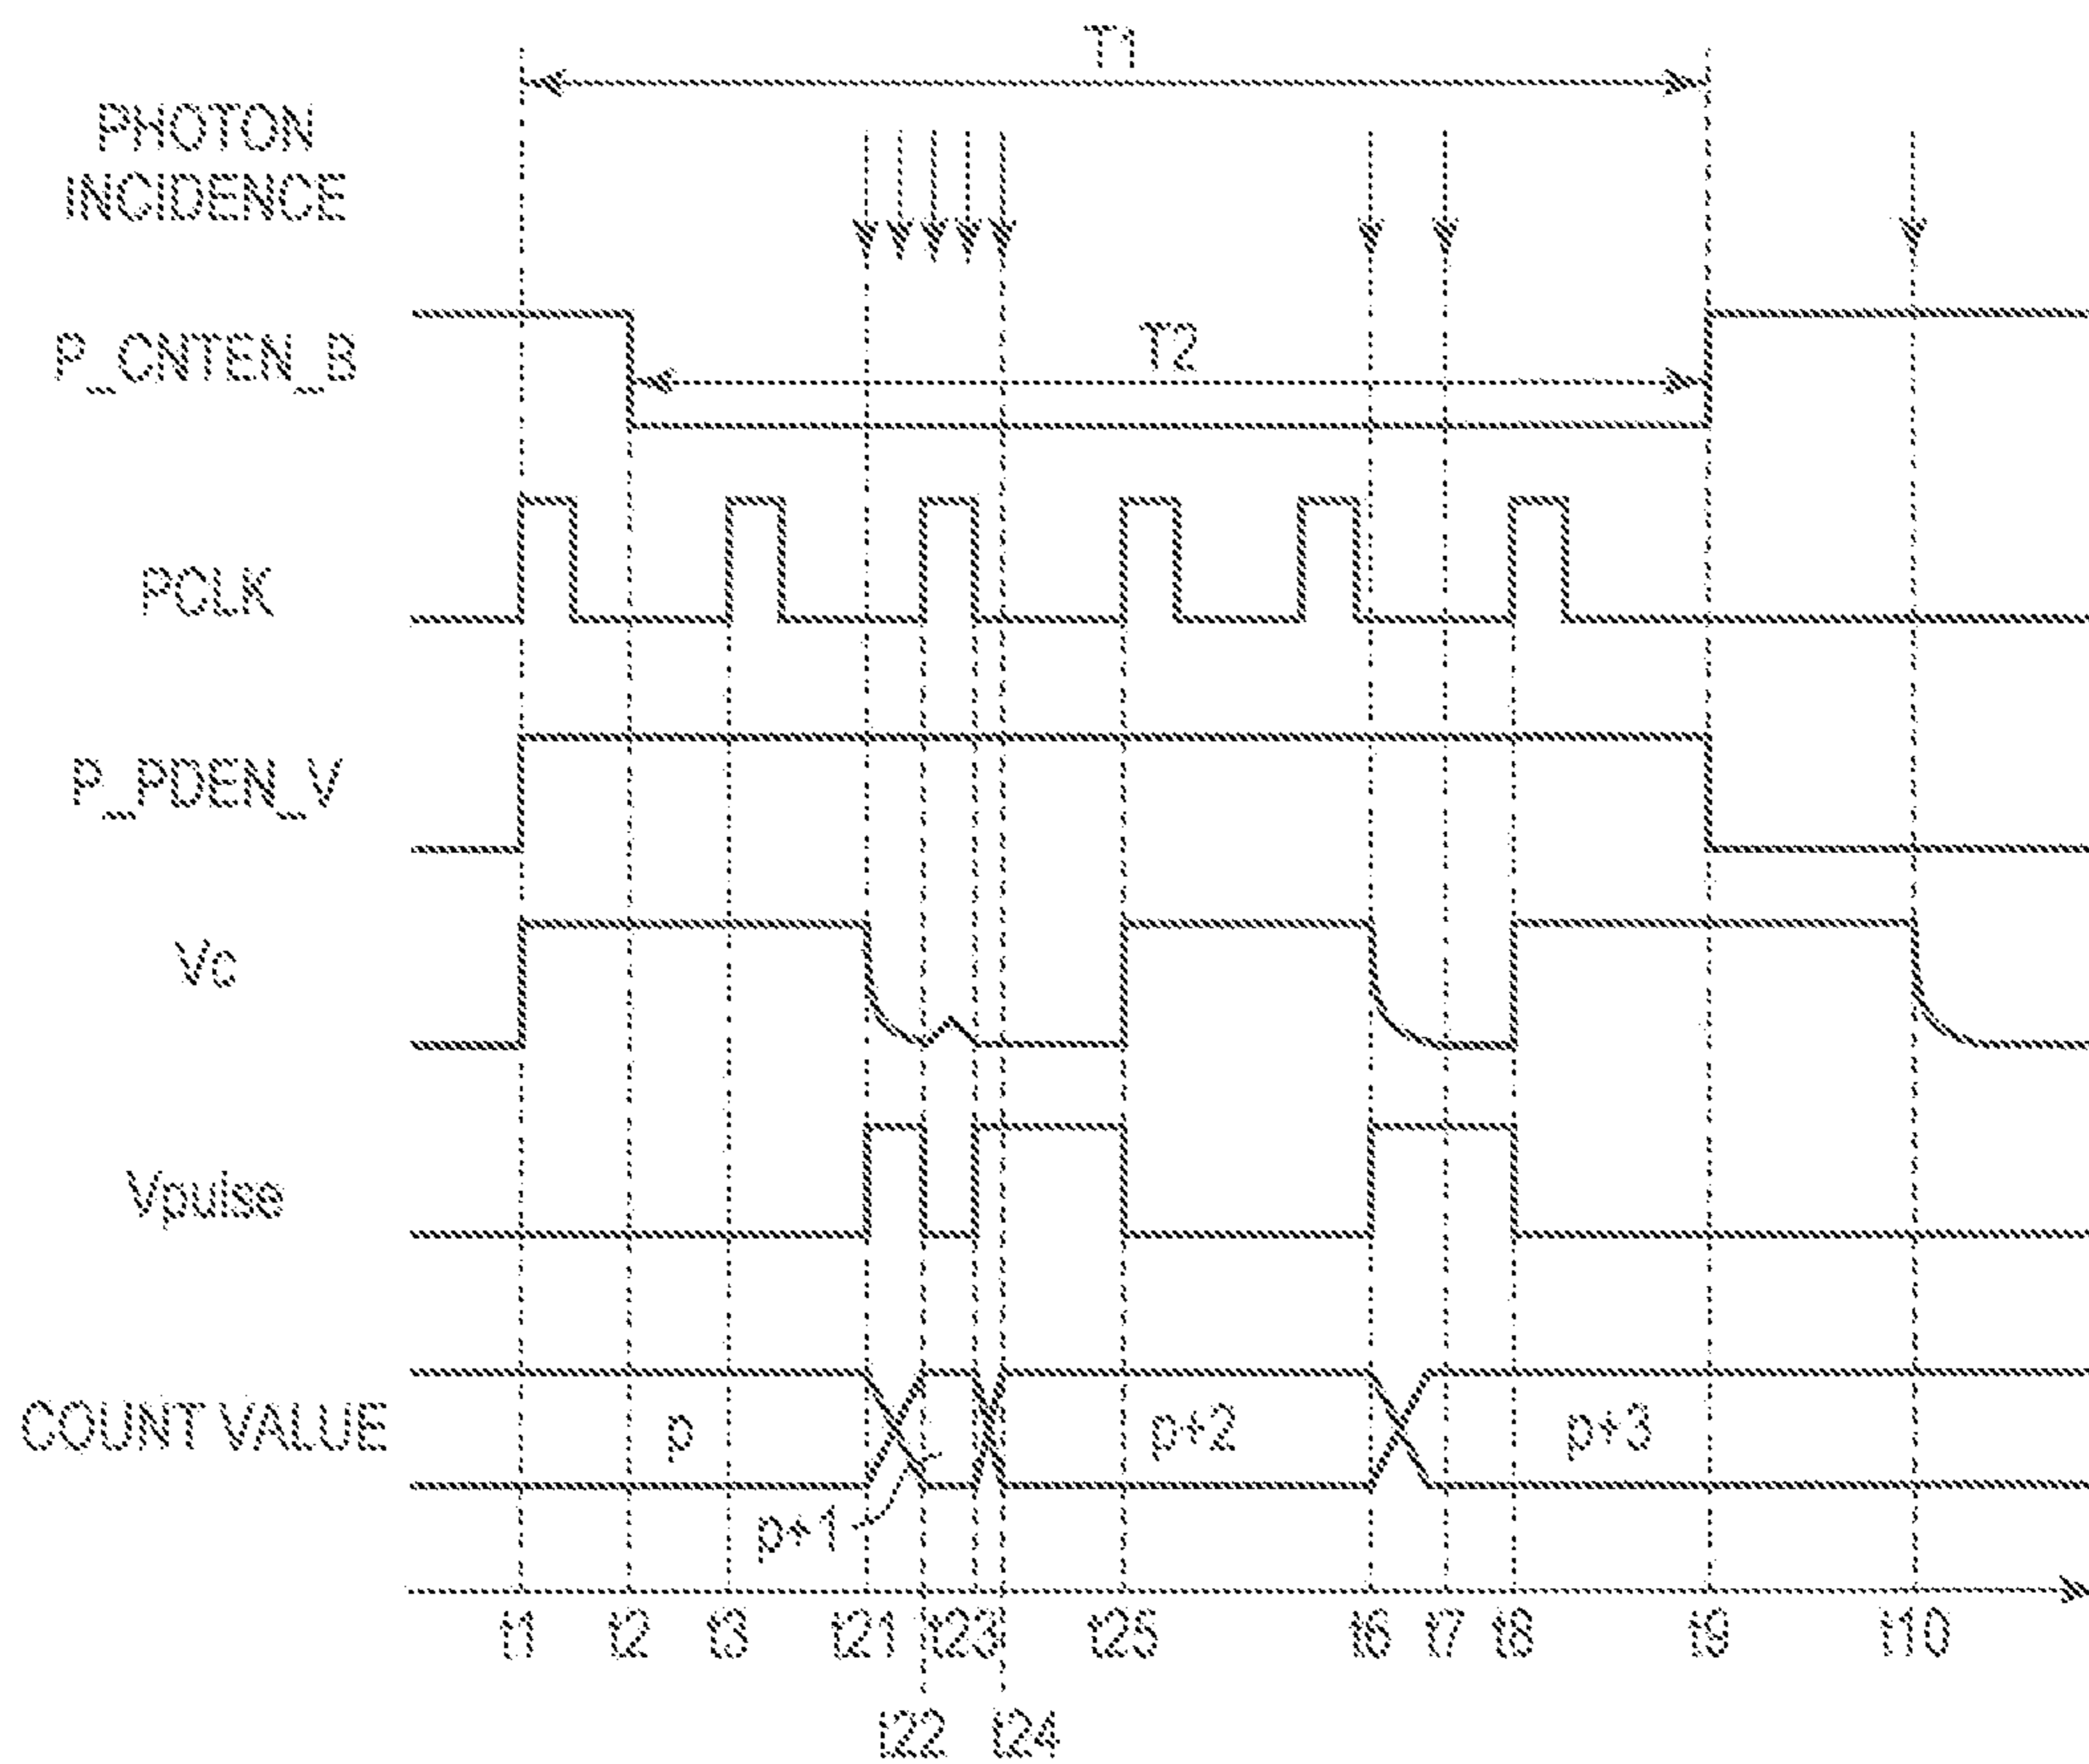 T1
PHOTON
INCIDENCE
P_CNTEN_B
T2
PCLK
P_PDEN_V
Vc
Vpulse
COUNT VALUE
p
p+2
p+3
p+1
t1 t2 t3 t21 t23 t25 t6 t7 t8 t9 t10
t22 t24